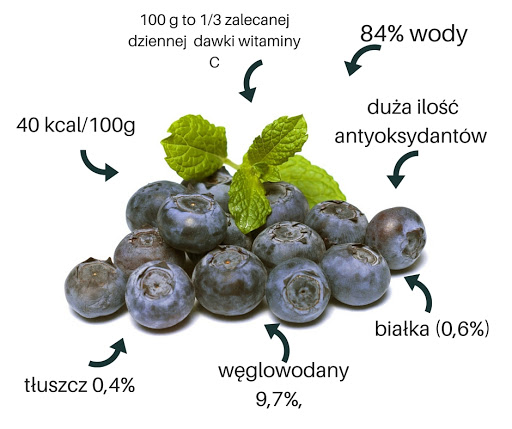 100 g to 1/3 zalecanej
dziennej dawki witaminy
C
84% wody
duża ilość
antyoksydantów
40 kcal/100g
białka (0,6%)
węglowodany
9,7%,
tłuszcz 0,4%